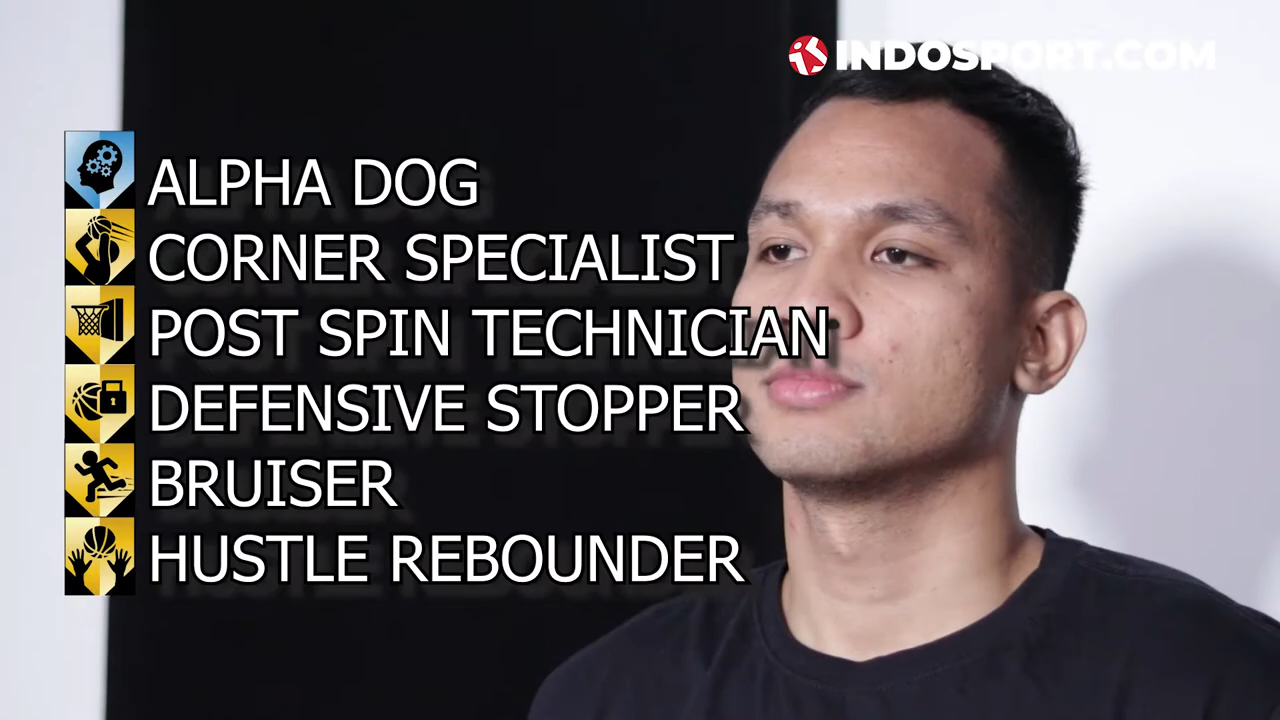 INDOSPORT.COM
ALPHA DOG
CORNER SPECIALIST
POST SPIN TECHNICIAN
DEFENSIVE STOPPER
BRUISER
HUSTLE REBOUNDER